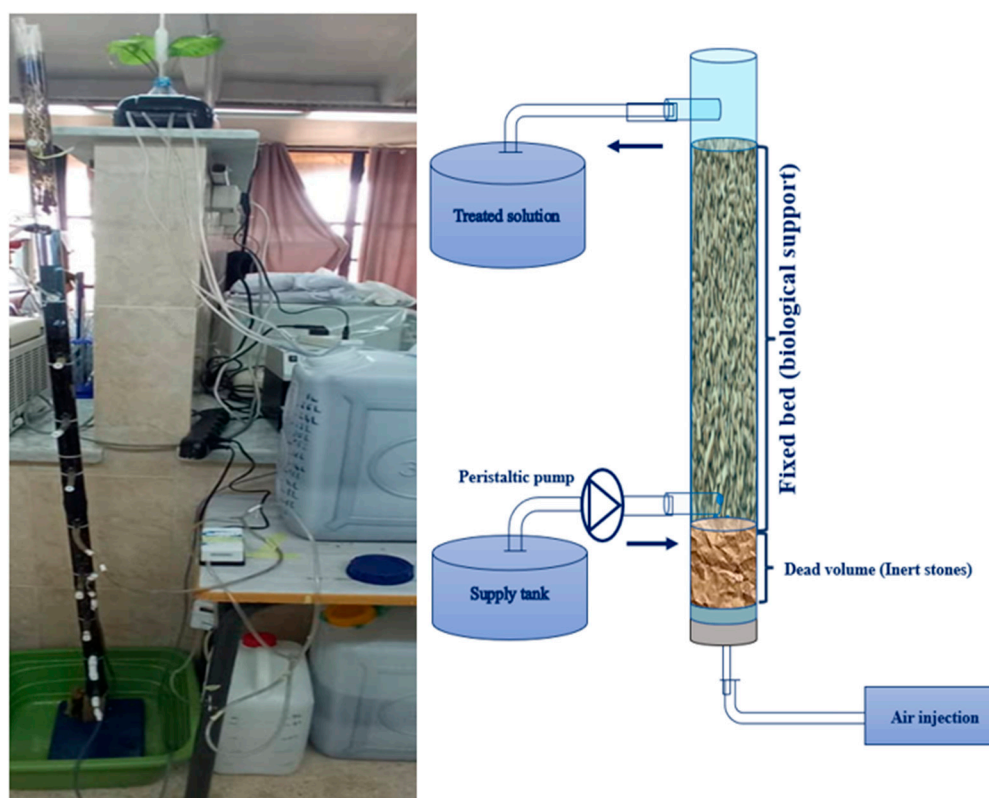 Treated solution
Fixed bed (biological support)
Peristaltic pump
Supply tank
Dead volume (Inert stones)
Air injection